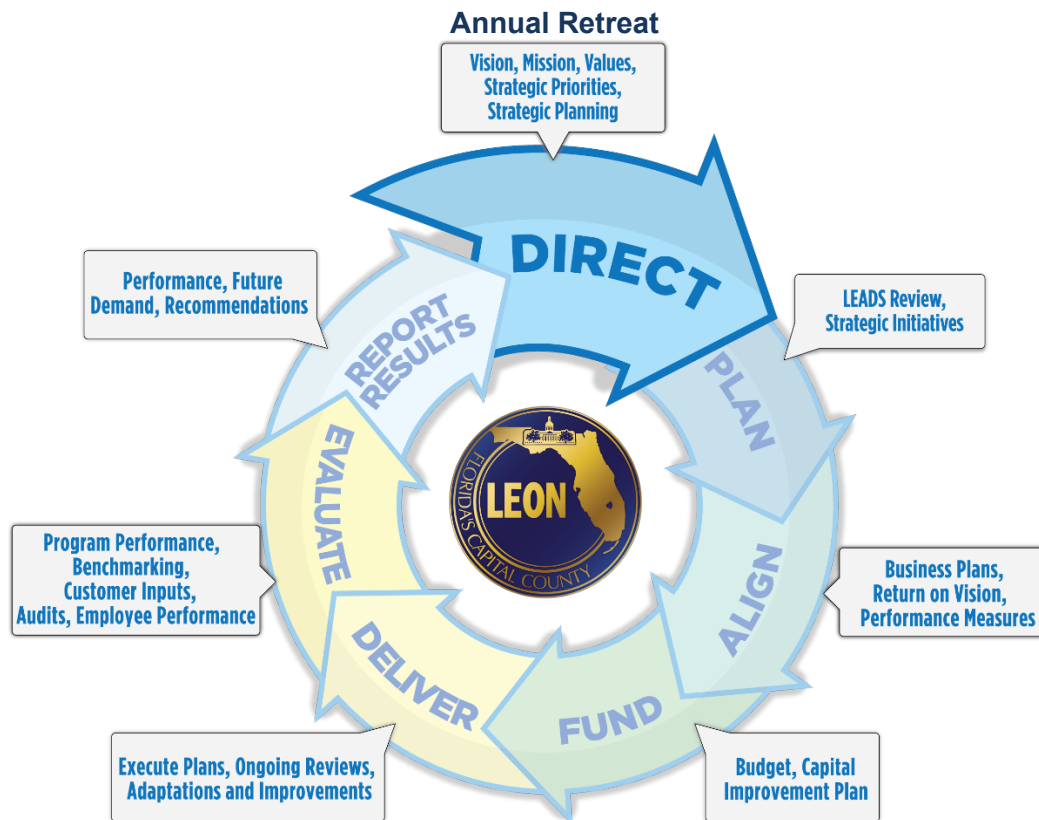 Annual Retreat
Vision, Mission, Values,
Strategic Priorities,
Strategic Planning
DIRECT
LEADS Review,
Strategic Initiatives
PLAN
Business Plans,
Return on Vision,
Performance Measures
ALIGN
Budget, Capital
Improvement Plan
FUND
Execute Plans, Ongoing Reviews,
Adaptations and Improvements
DELIVER
Program Performance,
Benchmarking,
Customer Inputs,
Audits, Employee Performance
EVALUATE
Performance, Future
Demand, Recommendations
REPORT
RESULTS
LEON
FLORIDA'S CAPITAL COUNTY